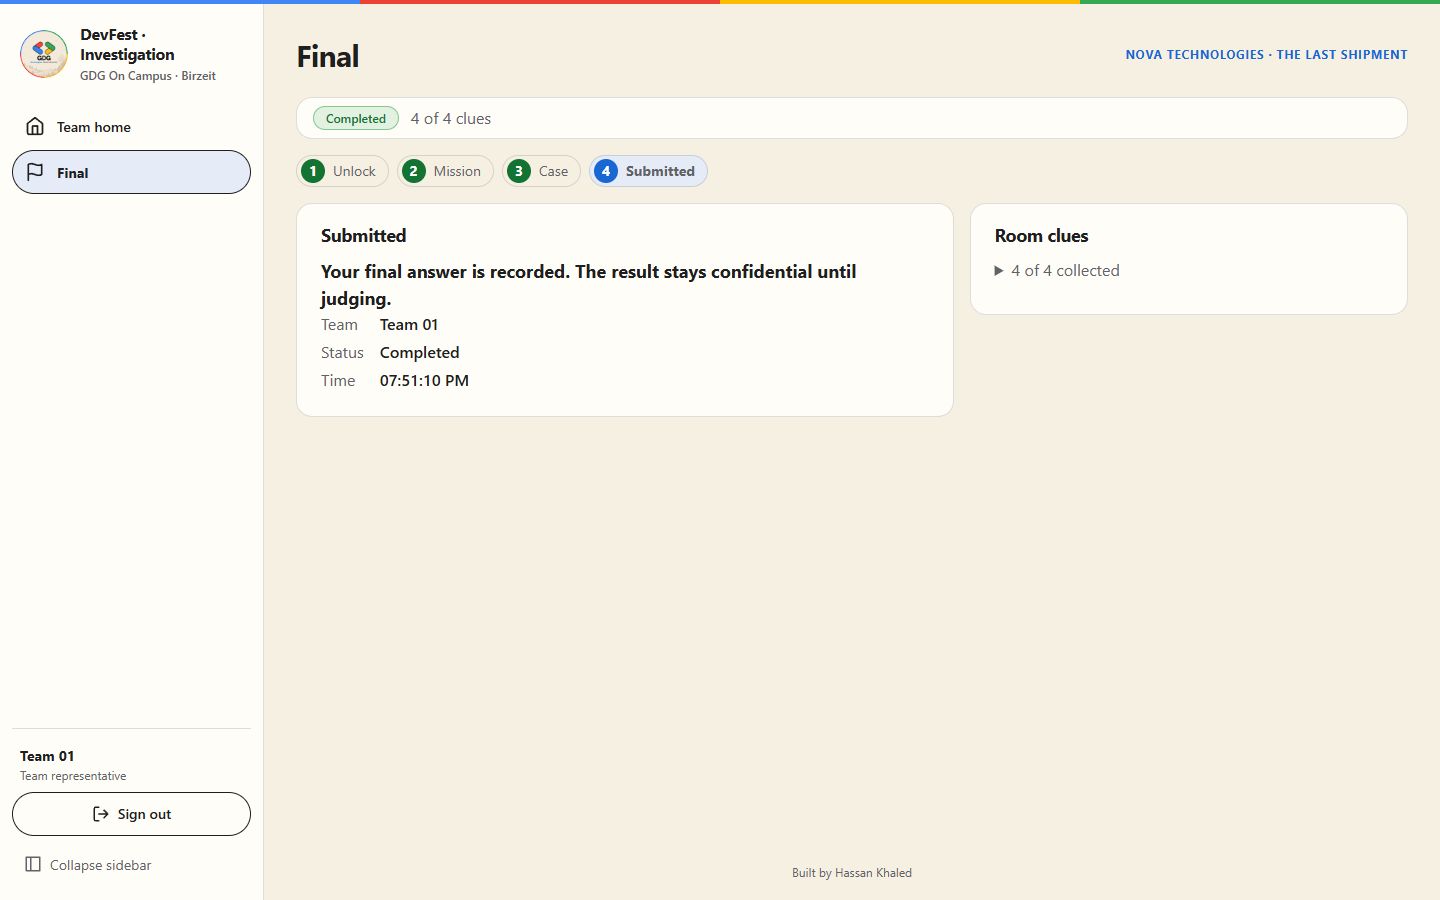 DevFest ·
Investigation
GDG On Campus · Birzeit
Team home
Final
Team 01
Team representative
Sign out
Collapse sidebar
Final
NOVA TECHNOLOGIES · THE LAST SHIPMENT
Completed 4 of 4 clues
1 Unlock 2 Mission 3 Case 4 Submitted
Submitted
Your final answer is recorded. The result stays confidential until
judging.
Team Team 01
Status Completed
Time 07:51:10 PM
Room clues
4 of 4 collected
Built by Hassan Khaled